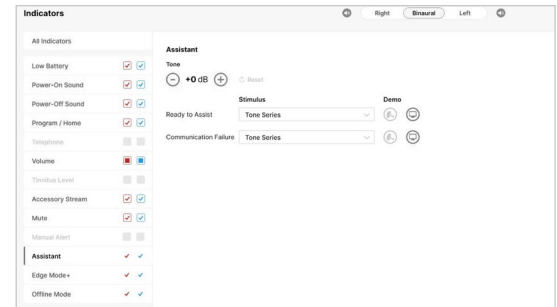 Indicators
Right Binaural Left
All Indicators
Low Battery
Power-On Sound
Power-Off Sound
Program / Home
Telephone
Volume
Tinnitus Level
Accessory Stream
Mute
Manual Alert
Assistant
Edge Mode+
Offline Mode
Assistant
Tone
+0 dB Reset
Stimulus Demo
Ready to Assist Tone Series
Communication Failure Tone Series